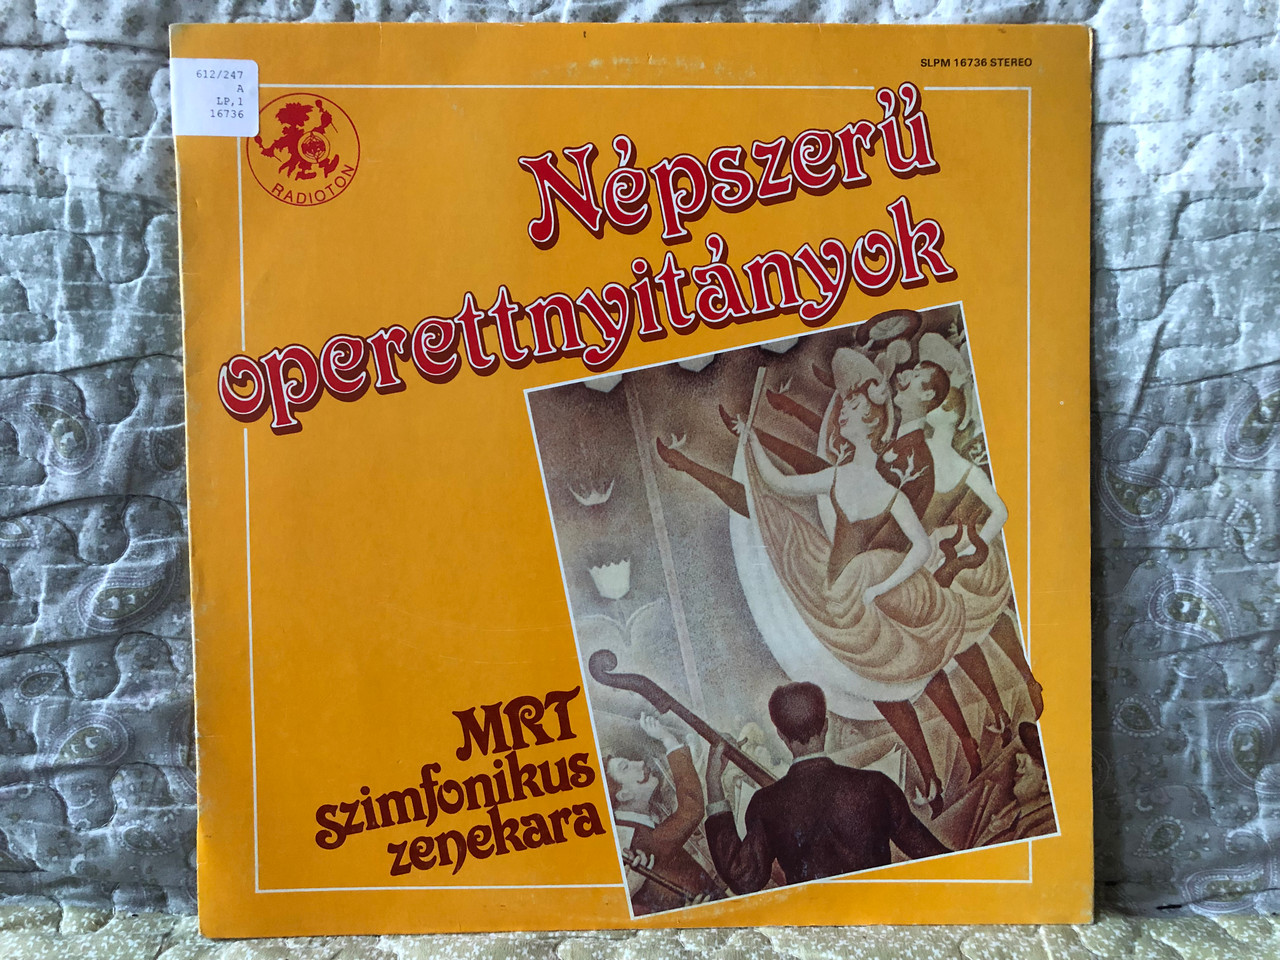 SLPM 16736 STEREO
612/247
A
LP,1
16736
RADIOTON
Népszerű
operettnyitányok
MRT
szimfonikus
zenekara